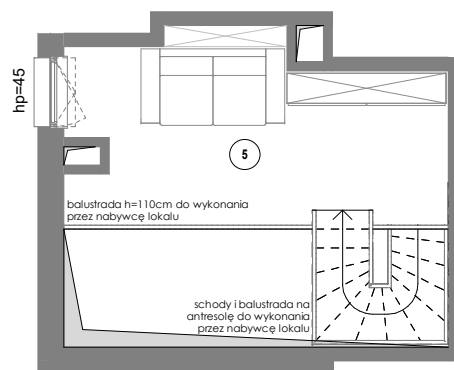 hp=45
5
balustrada h=110cm do wykonania
przez nabywcę lokalu
schody i balustrada na
antresolę do wykonania
przez nabywcę lokalu